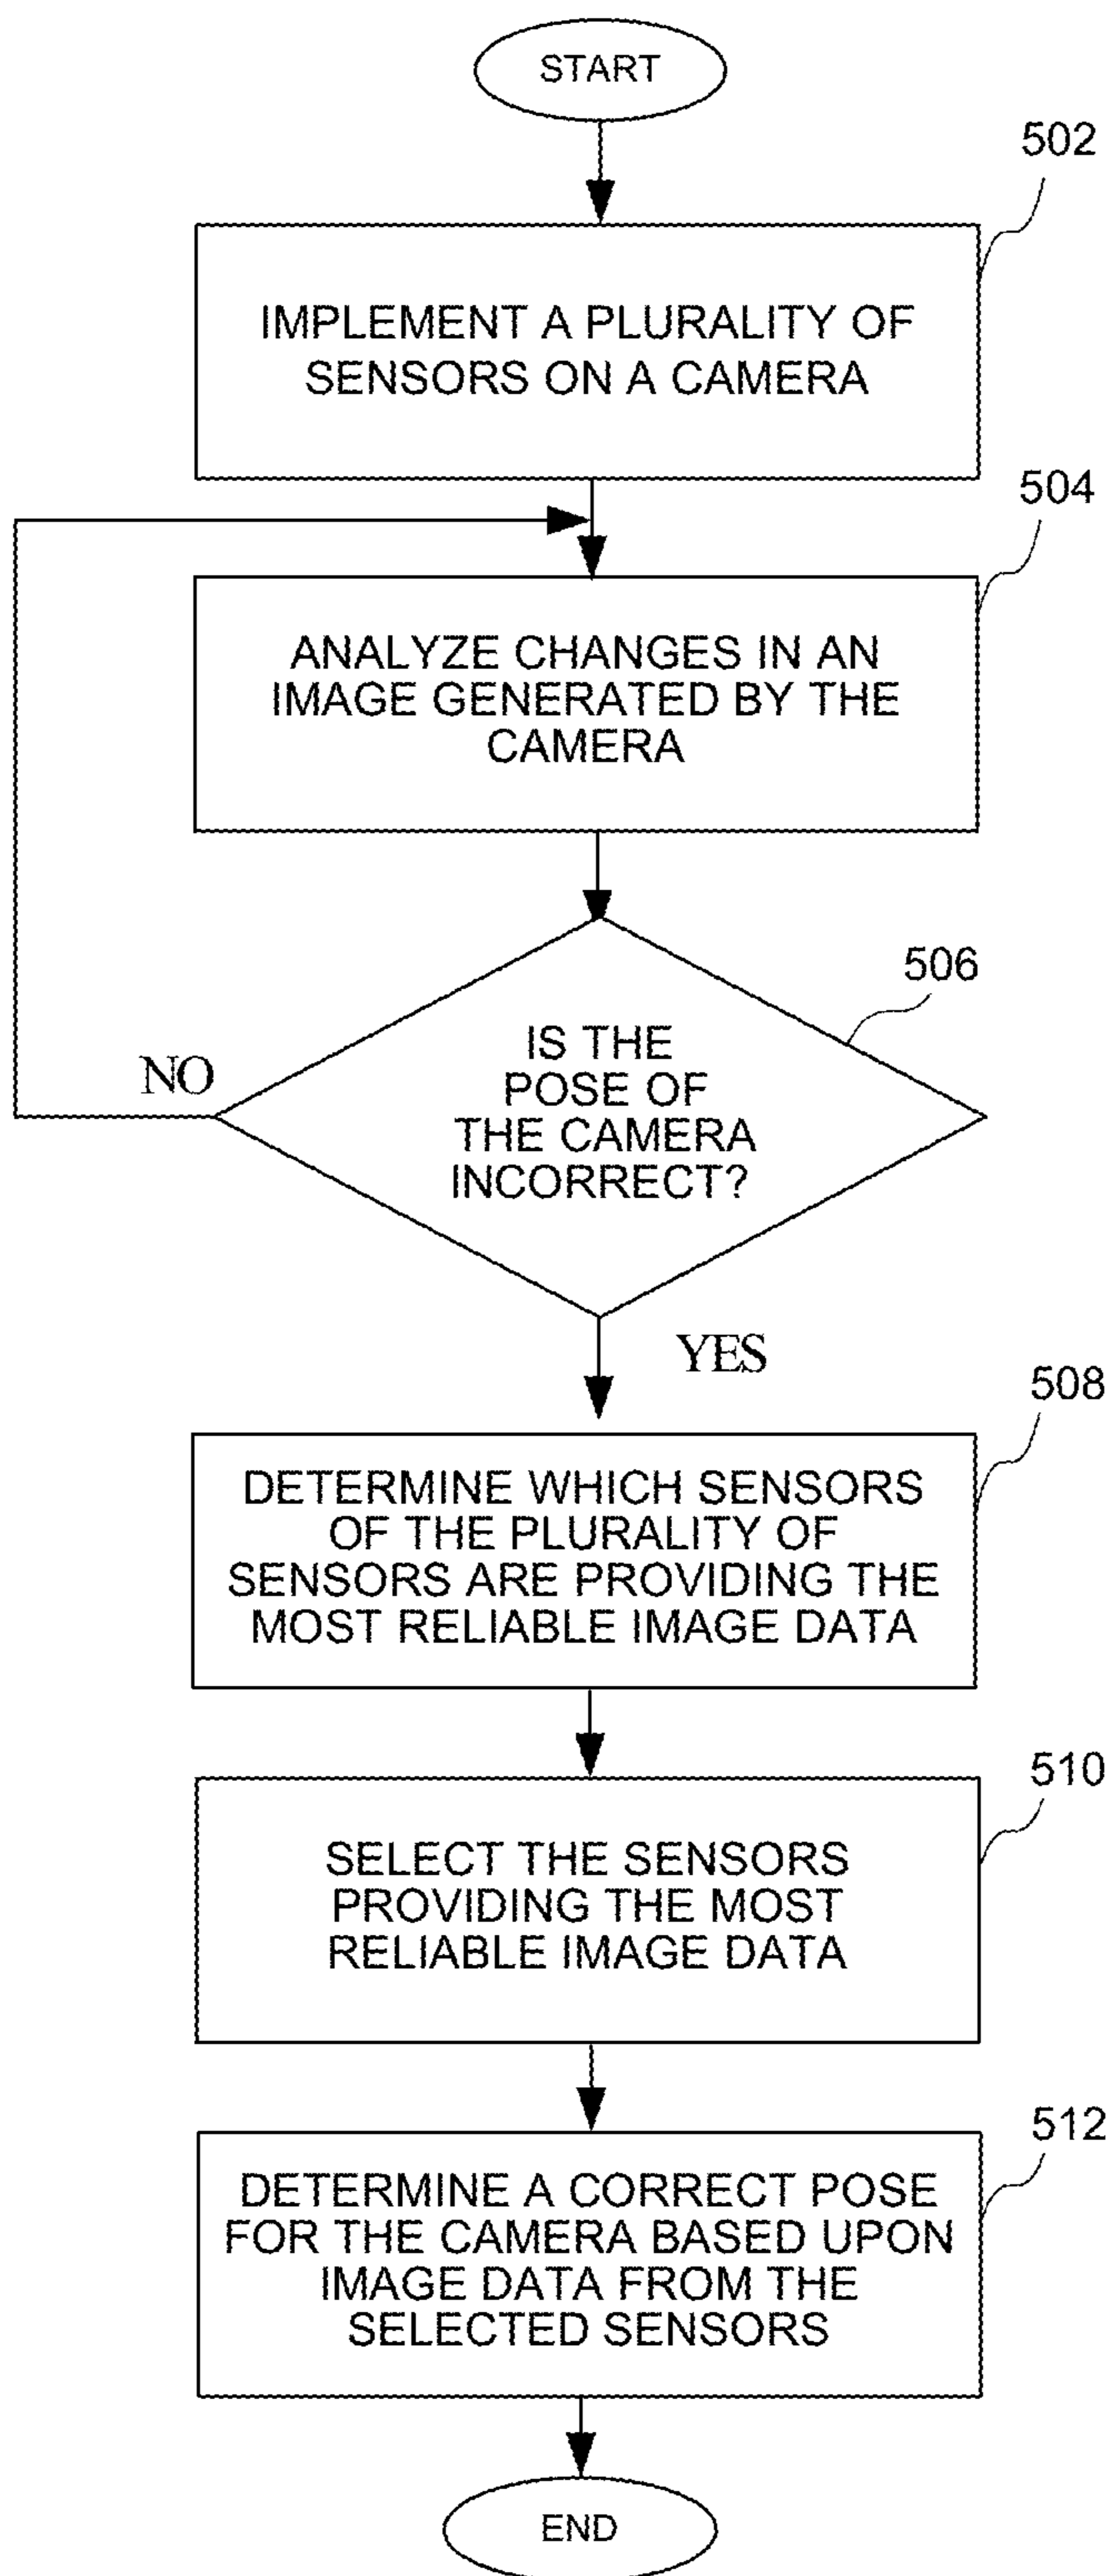 START
502
IMPLEMENT A PLURALITY OF
SENSORS ON A CAMERA
504
ANALYZE CHANGES IN AN
IMAGE GENERATED BY THE
CAMERA
506
IS THE
POSE OF
THE CAMERA
INCORRECT?
NO
YES
508
DETERMINE WHICH SENSORS
OF THE PLURALITY OF
SENSORS ARE PROVIDING THE
MOST RELIABLE IMAGE DATA
510
SELECT THE SENSORS
PROVIDING THE MOST
RELIABLE IMAGE DATA
512
DETERMINE A CORRECT POSE
FOR THE CAMERA BASED UPON
IMAGE DATA FROM THE
SELECTED SENSORS
END